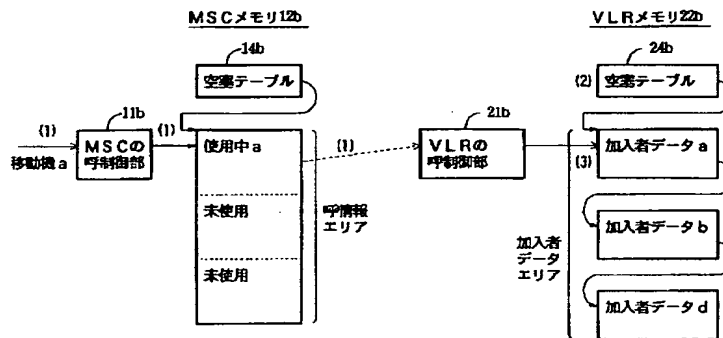 MSCメモリ12b
14b
空塞テーブル
11b
(1)
移動機a
MSCの
呼制御部
(1)
使用中a
未使用
未使用
呼情報
エリア
(1)
21b
VLRの
呼制御部
VLRメモリ22b
24b
(2)
空塞テーブル
(3)
加入者データa
加入者データb
加入者データd
加入者
データ
エリア